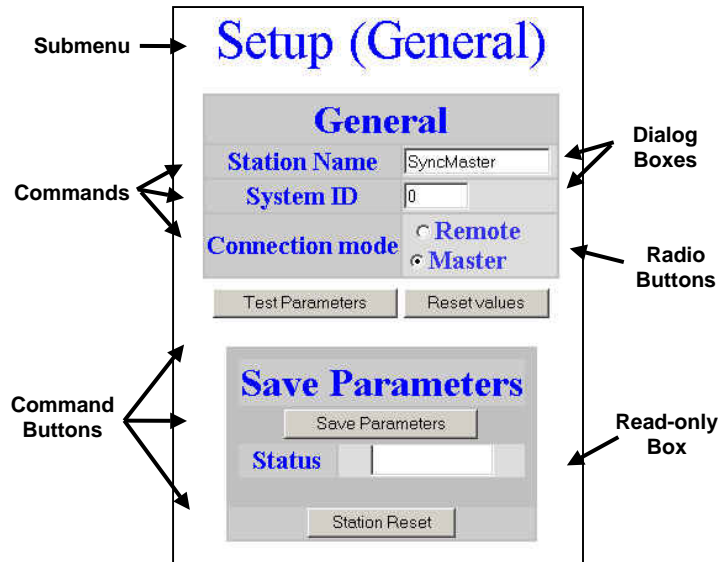 Submenu
Setup (General)
General
Station Name
SyncMaster
Dialog
Boxes
Commands
System ID
0
Connection mode
Remote
Master
Radio
Buttons
Test Parameters
Reset values
Command
Buttons
Save Parameters
Save Parameters
Status
Read-only
Box
Station Reset